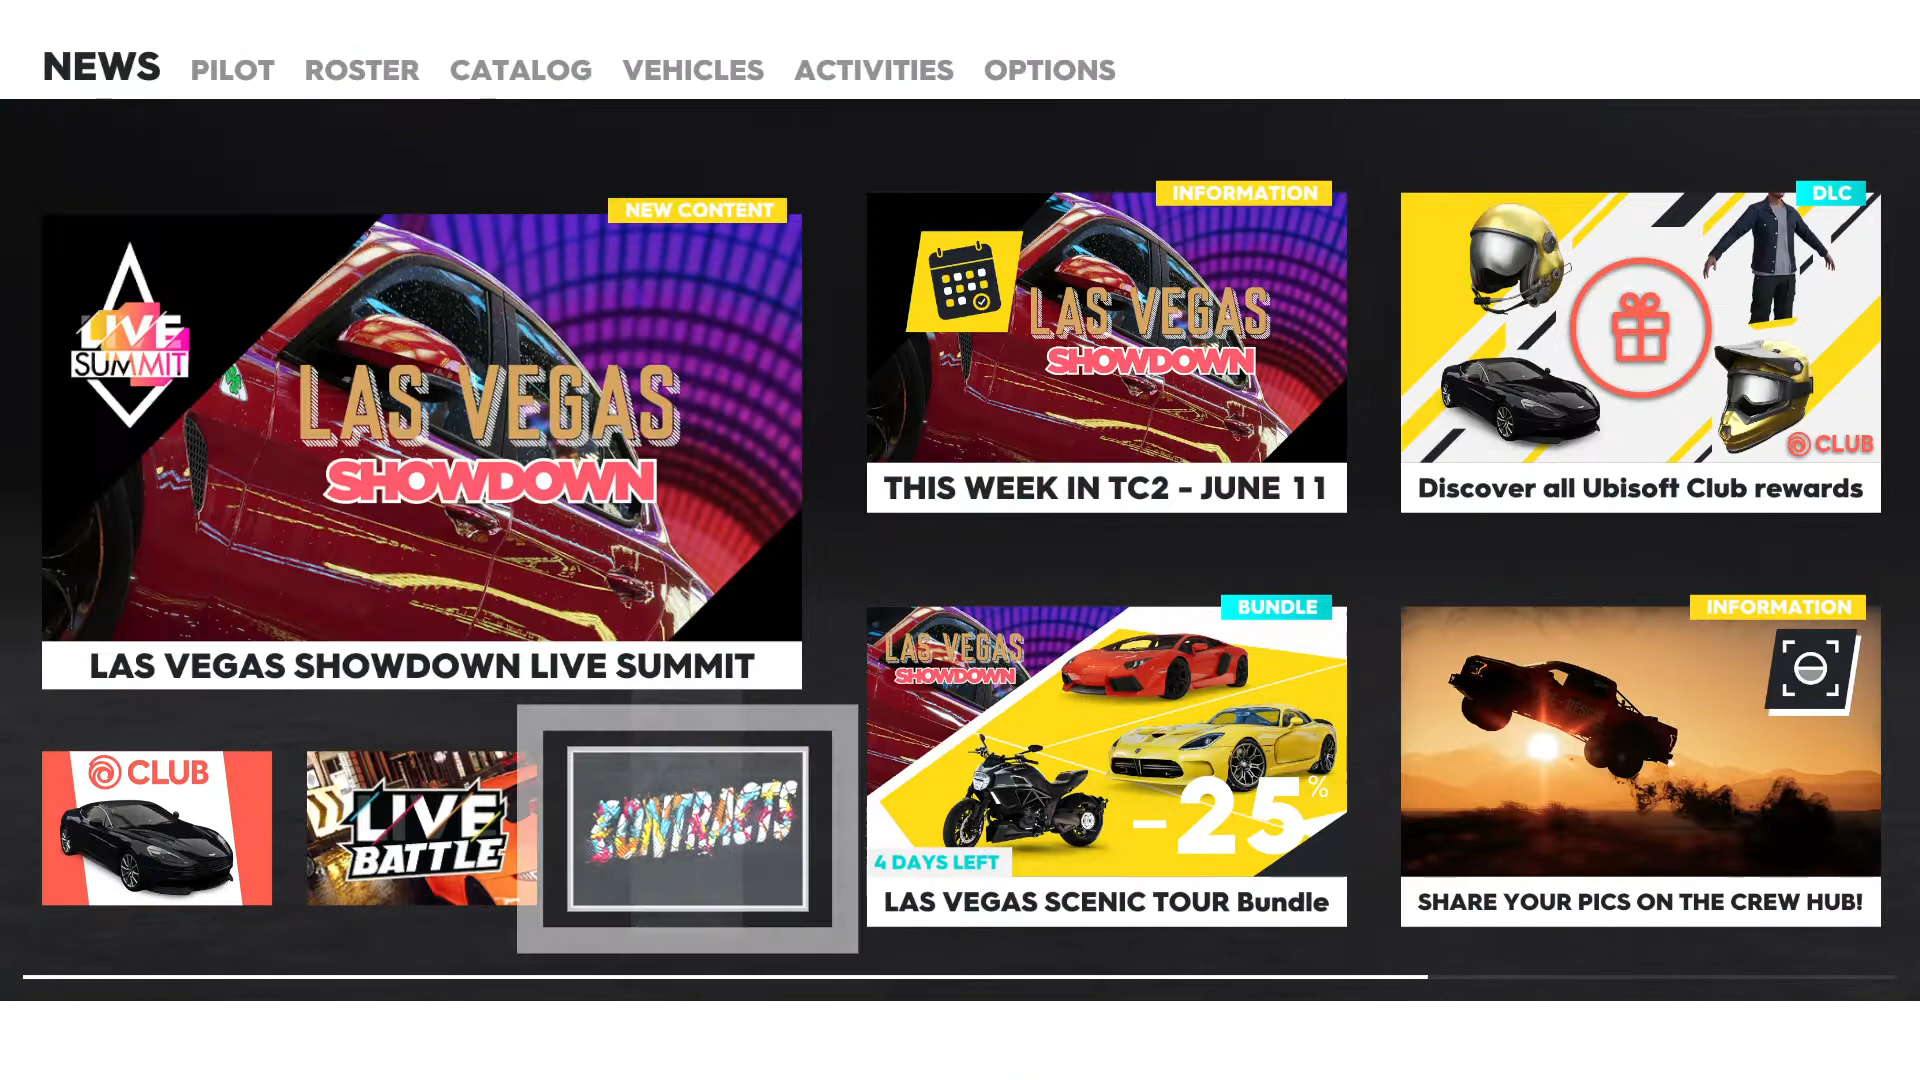 NEWS PILOT ROSTER CATALOG VEHICLES ACTIVITIES OPTIONS
NEW CONTENT
LIVE
SUMMIT
LAS VEGAS
SHOWDOWN
LAS VEGAS SHOWDOWN LIVE SUMMIT
INFORMATION
LAS VEGAS
SHOWDOWN
THIS WEEK IN TC2 - JUNE 11
DLC
CLUB
Discover all Ubisoft Club rewards
CLUB
LIVE
BATTLE
CONTRACTS
BUNDLE
LAS VEGAS
SHOWDOWN
-25%
4 DAYS LEFT
LAS VEGAS SCENIC TOUR Bundle
INFORMATION
SHARE YOUR PICS ON THE CREW HUB!